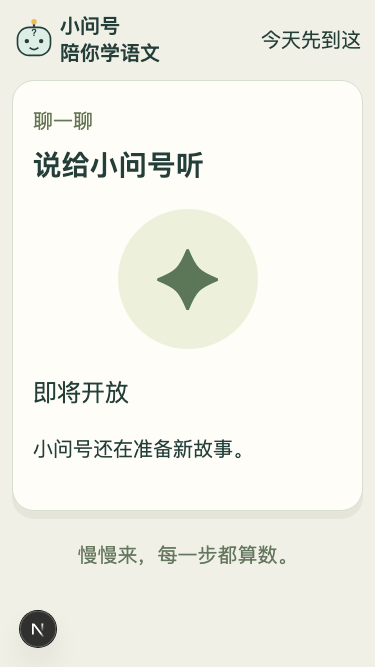 小问号
陪你学语文
今天先到这
聊一聊
说给小问号听
即将开放
小问号还在准备新故事。
慢慢来，每一步都算数。
N